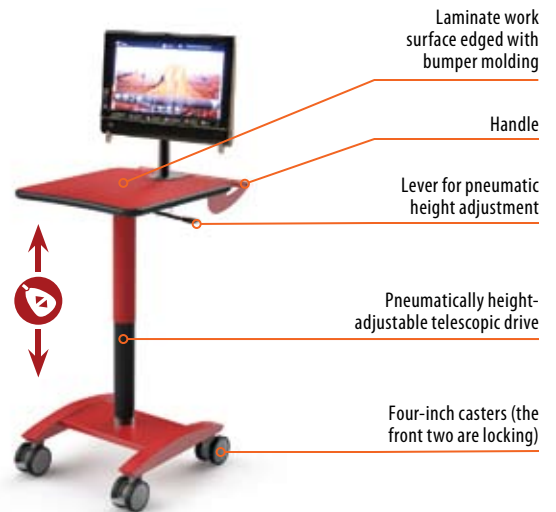 Laminate work
surface edged with
bumper molding
Handle
Lever for pneumatic
height adjustment
Pneumatically height-
adjustable telescopic drive
Four-inch casters (the
front two are locking)